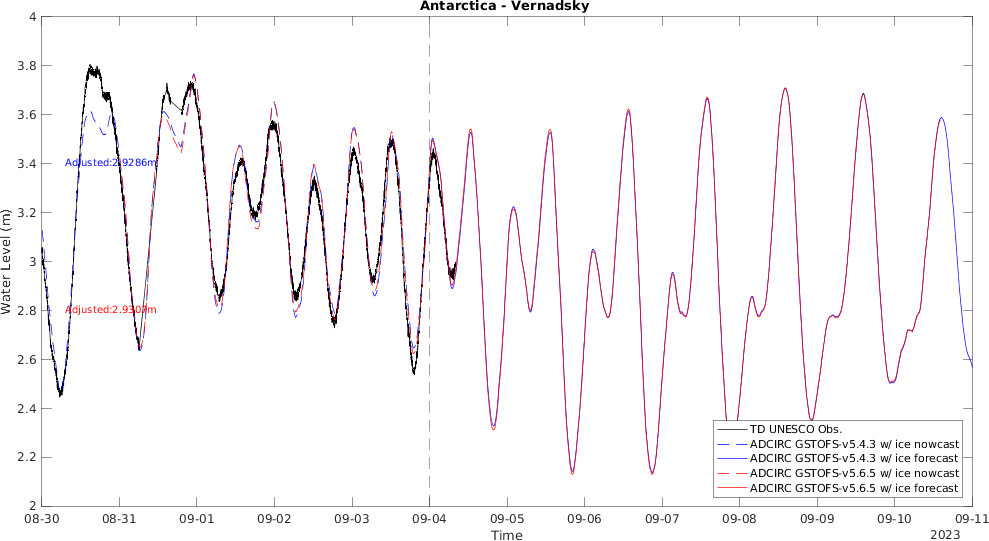 Antarctica - Vernadsky
Water Level (m)
4
3.8
3.6
3.4
3.2
3
2.8
2.6
2.4
2.2
2
Adjusted:2.9286m
Adjusted:2.9307m
TD UNESCO Obs.
ADCIRC GSTOFS-v5.4.3 w/ ice nowcast
ADCIRC GSTOFS-v5.4.3 w/ ice forecast
ADCIRC GSTOFS-v5.6.5 w/ ice nowcast
ADCIRC GSTOFS-v5.6.5 w/ ice forecast
08-30 08-31 09-01 09-02 09-03 09-04 09-05 09-06 09-07 09-08 09-09 09-10 09-11
Time
2023